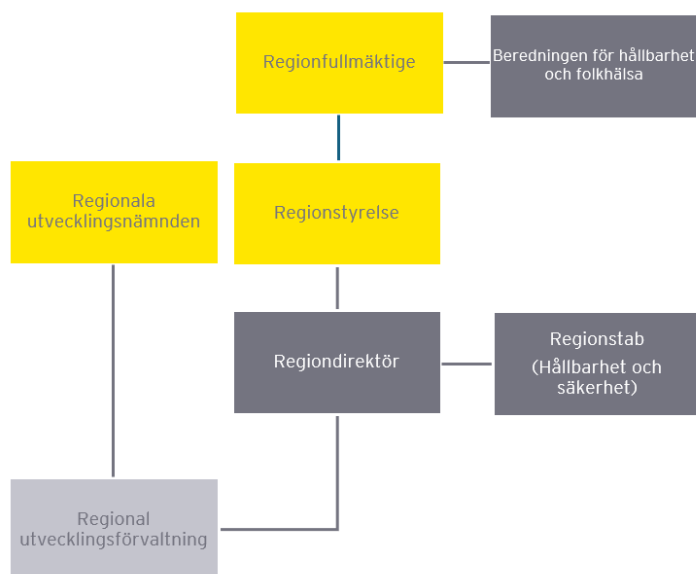 Regionfullmäktige
Beredningen för hållbarhet
och folkhälsa
Regionala
utvecklingsnämnden
Regionstyrelse
Regiondirektör
Regionstab
(Hållbarhet och
säkerhet)
Regional
utvecklingsförvaltning